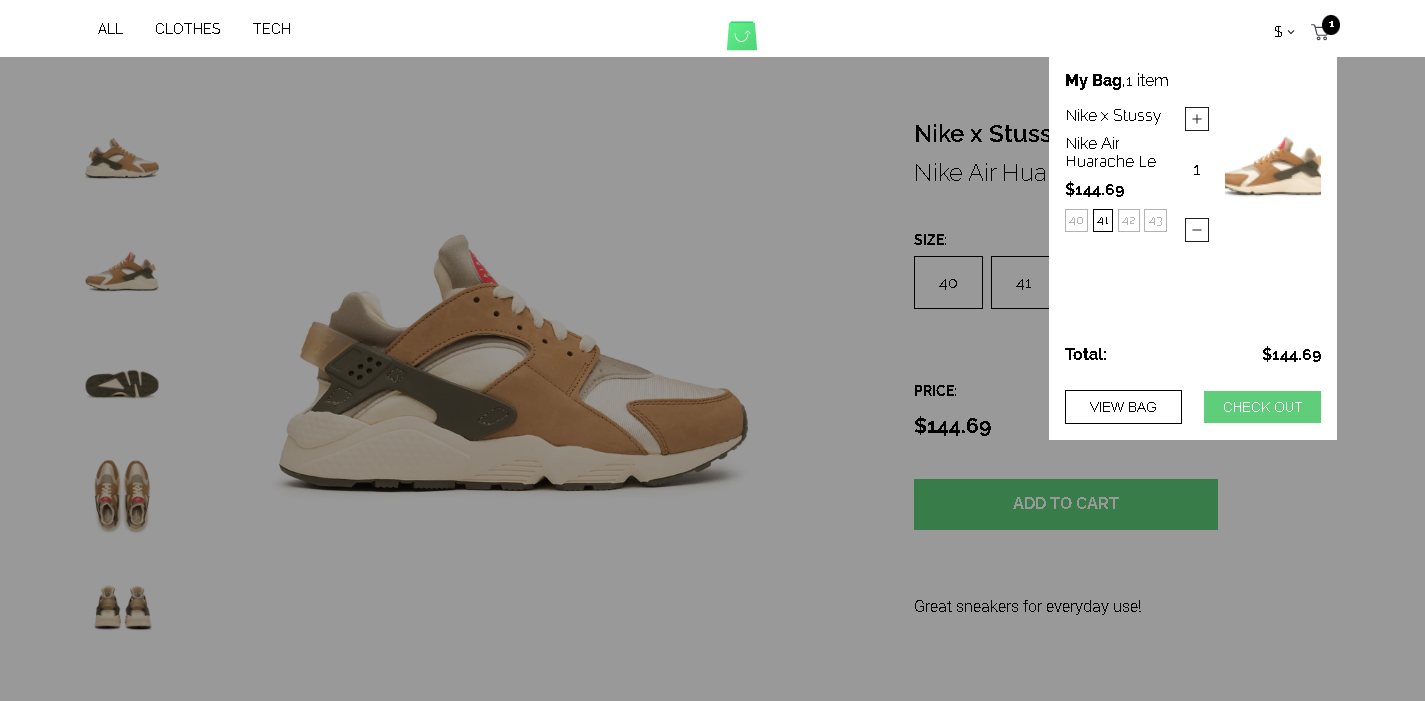 ALL CLOTHES TECH
$ 1
My Bag,1 item
Nike x Stussy
Nike Air
Huarache Le
$144.69
40 41 42 43
+
1
−
Total: $144.69
VIEW BAG CHECK OUT
Nike x Stuss
Nike Air Hua
SIZE:
40 41
PRICE:
$144.69
ADD TO CART
Great sneakers for everyday use!